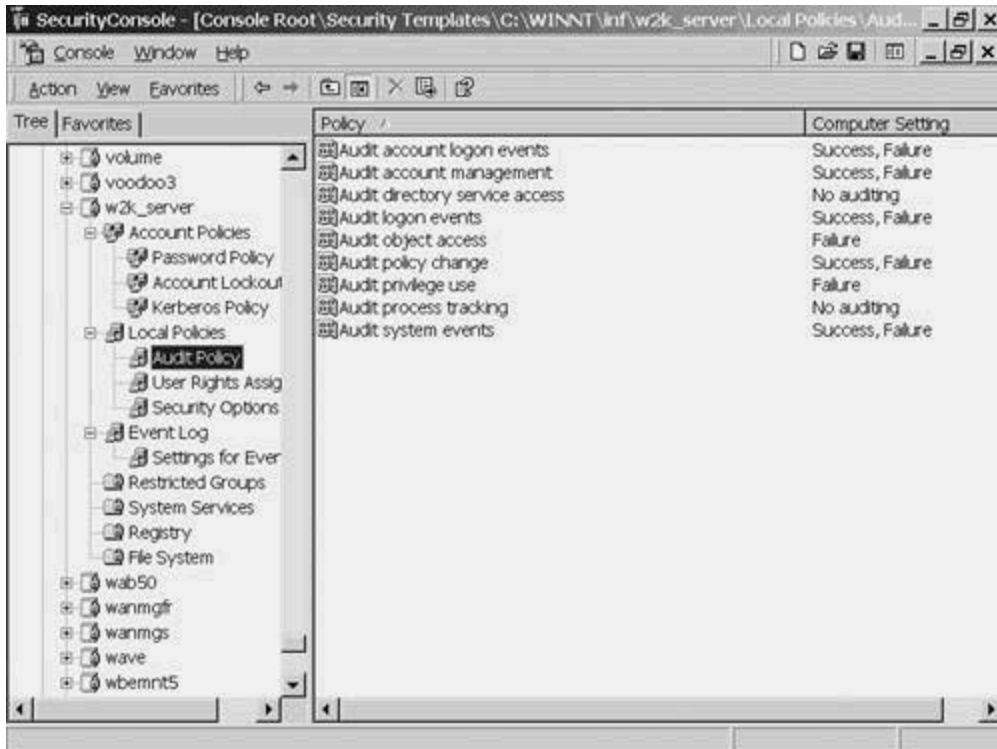 SecurityConsole - [Console Root\Security Templates\C:\WINNT\inf\w2k_server\Local Policies\Aud...
Console Window Help
Action View Favorites
Tree Favorites
Policy Computer Setting
volume
voodoo3
w2k_server
Account Policies
Password Policy
Account Lockout
Kerberos Policy
Local Policies
Audit Policy
User Rights Assig
Security Options
Event Log
Settings for Ever
Restricted Groups
System Services
Registry
File System
wab50
wanmgfr
wanmgs
wave
wbemnt5
Audit account logon events Success, Failure
Audit account management Success, Failure
Audit directory service access No auditing
Audit logon events Success, Failure
Audit object access Failure
Audit policy change Success, Failure
Audit privilege use Failure
Audit process tracking No auditing
Audit system events Success, Failure